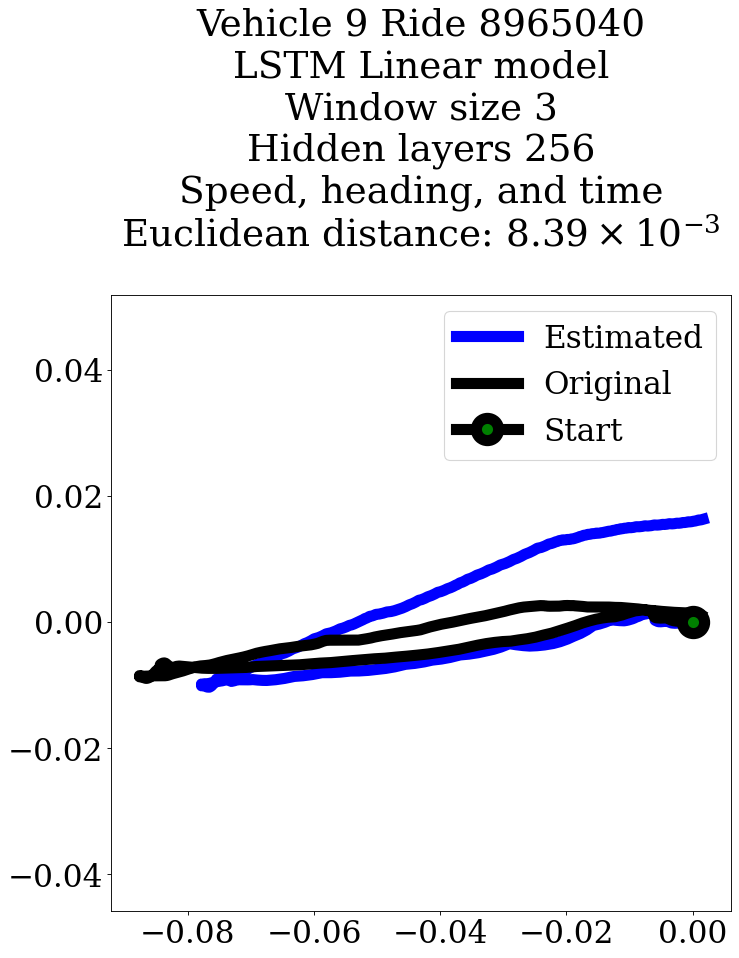 Vehicle 9 Ride 8965040
LSTM Linear model
Window size 3
Hidden layers 256
Speed, heading, and time
Euclidean distance: 8.39 × 10⁻³
Estimated
Original
Start
0.04
0.02
0.00
−0.02
−0.04
−0.08
−0.06
−0.04
−0.02
0.00